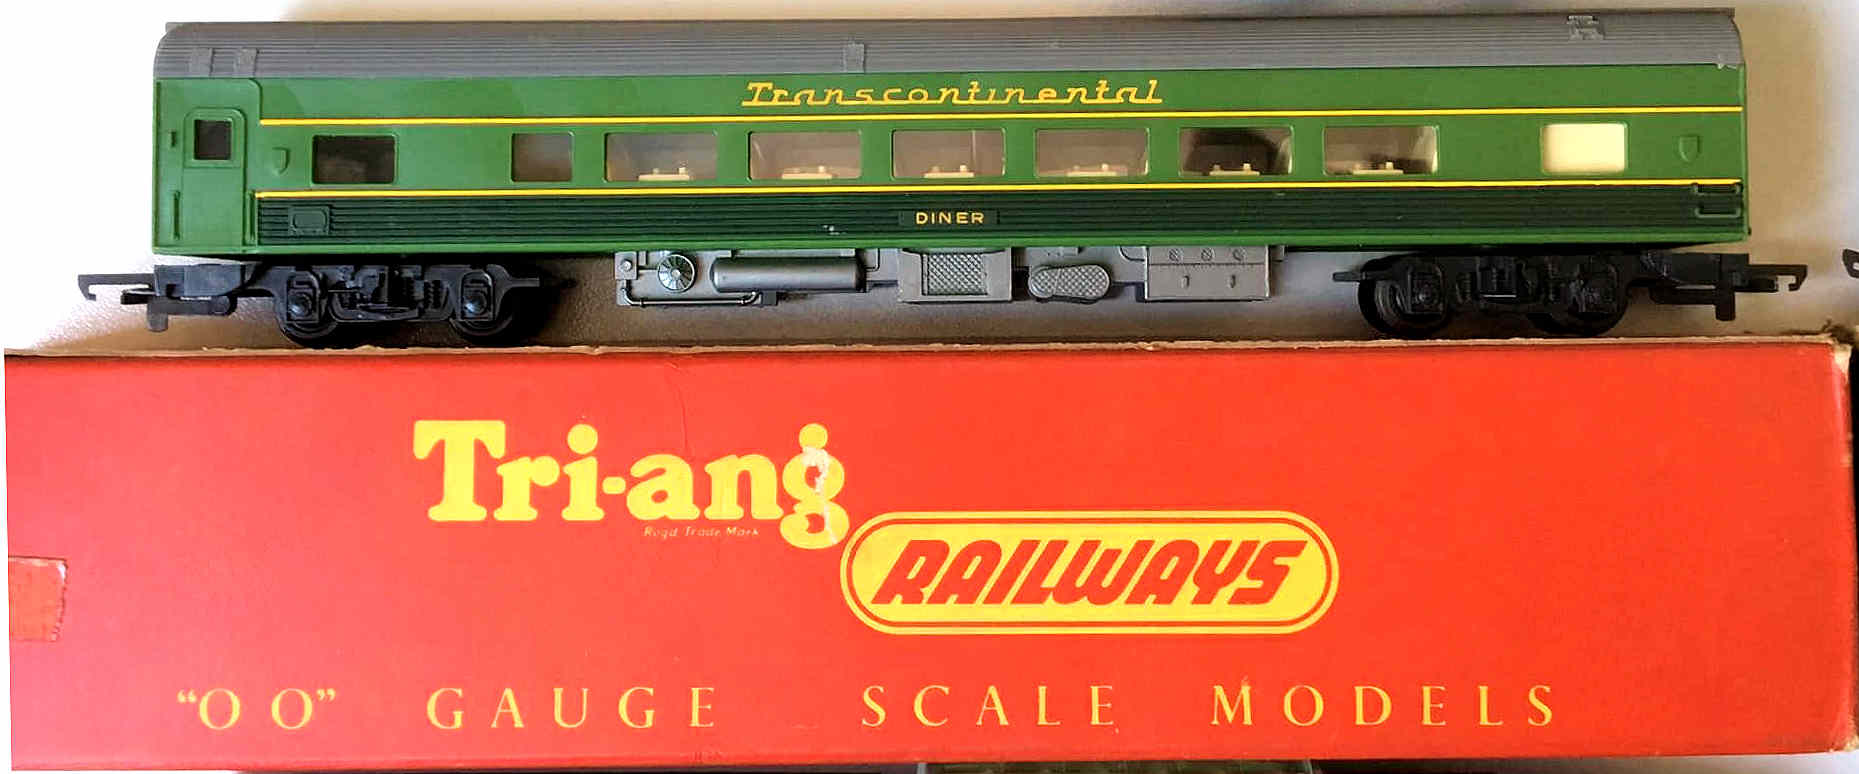 Transcontinental
DINER
Tri-ang
Regd. Trade Mark
RAILWAYS
“OO” GAUGE SCALE MODELS